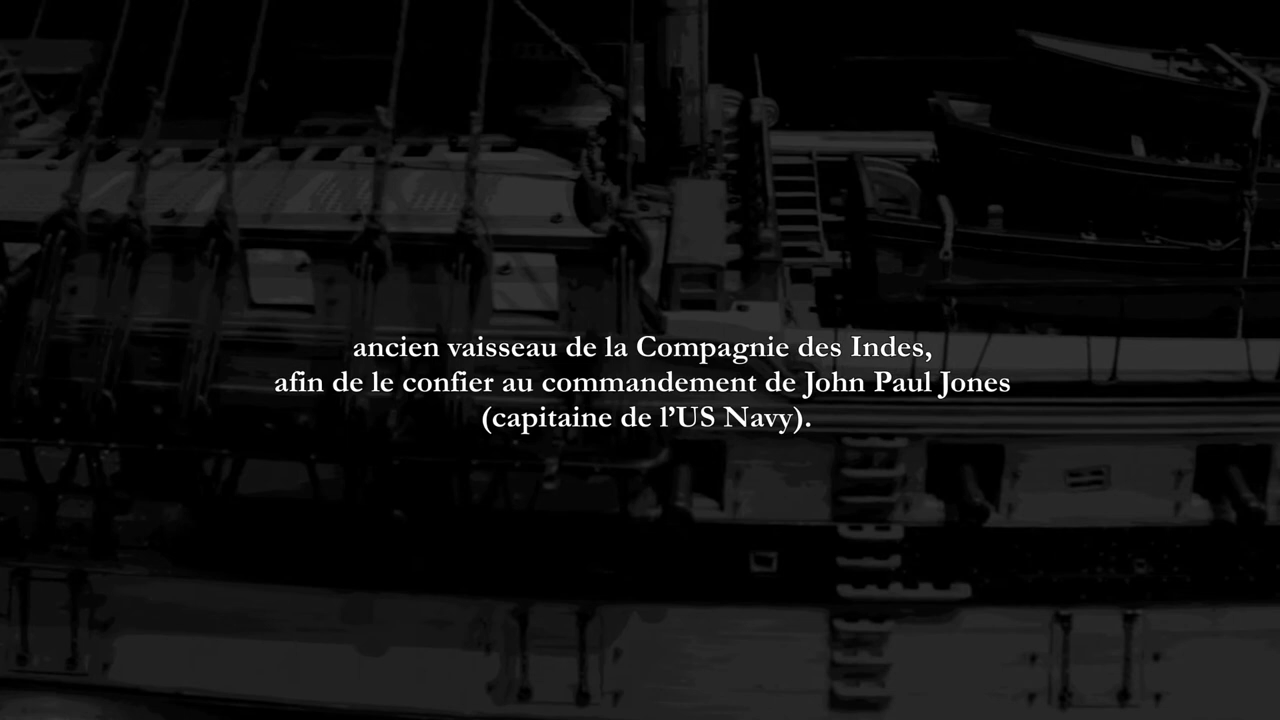 ancien vaisseau de la Compagnie des Indes,
afin de le confier au commandement de John Paul Jones
(capitaine de l’US Navy).